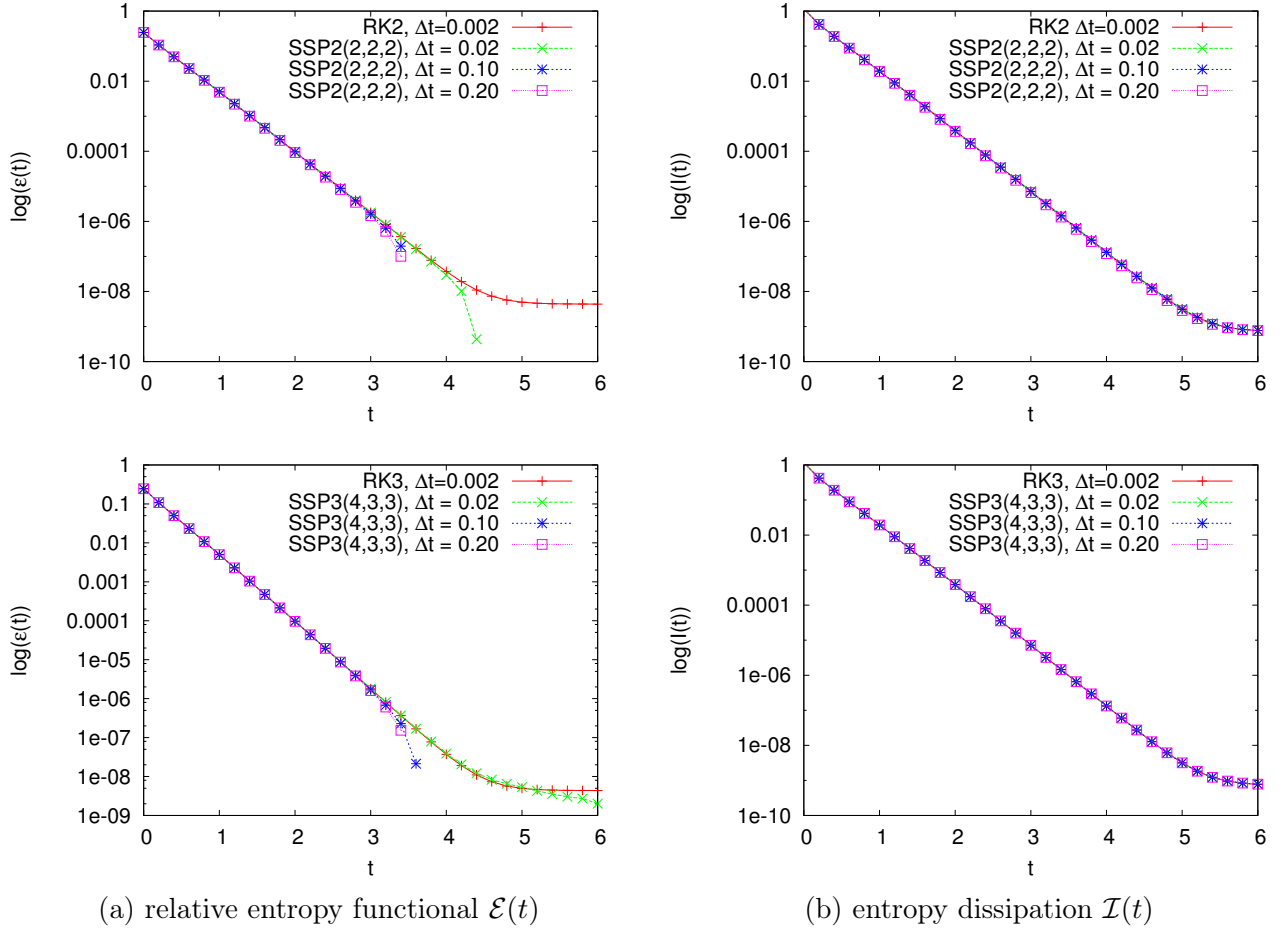 1
0.01
0.0001
1e-06
1e-08
1e-10
log(ε(t))
0 1 2 3 4 5 6
t
RK2, Δt=0.002
SSP2(2,2,2), Δt = 0.02
SSP2(2,2,2), Δt = 0.10
SSP2(2,2,2), Δt = 0.20
1
0.01
0.0001
1e-06
1e-08
1e-10
log(I(t))
0 1 2 3 4 5 6
t
RK2 Δt=0.002
SSP2(2,2,2), Δt = 0.02
SSP2(2,2,2), Δt = 0.10
SSP2(2,2,2), Δt = 0.20
1
0.1
0.01
0.001
0.0001
1e-05
1e-06
1e-07
1e-08
1e-09
log(ε(t))
0 1 2 3 4 5 6
t
RK3, Δt=0.002
SSP3(4,3,3), Δt = 0.02
SSP3(4,3,3), Δt = 0.10
SSP3(4,3,3), Δt = 0.20
1
0.01
0.0001
1e-06
1e-08
1e-10
log(I(t))
0 1 2 3 4 5 6
t
RK3, Δt=0.002
SSP3(4,3,3), Δt = 0.02
SSP3(4,3,3), Δt = 0.10
SSP3(4,3,3), Δt = 0.20
(a) relative entropy functional ℰ(t)
(b) entropy dissipation ℐ(t)